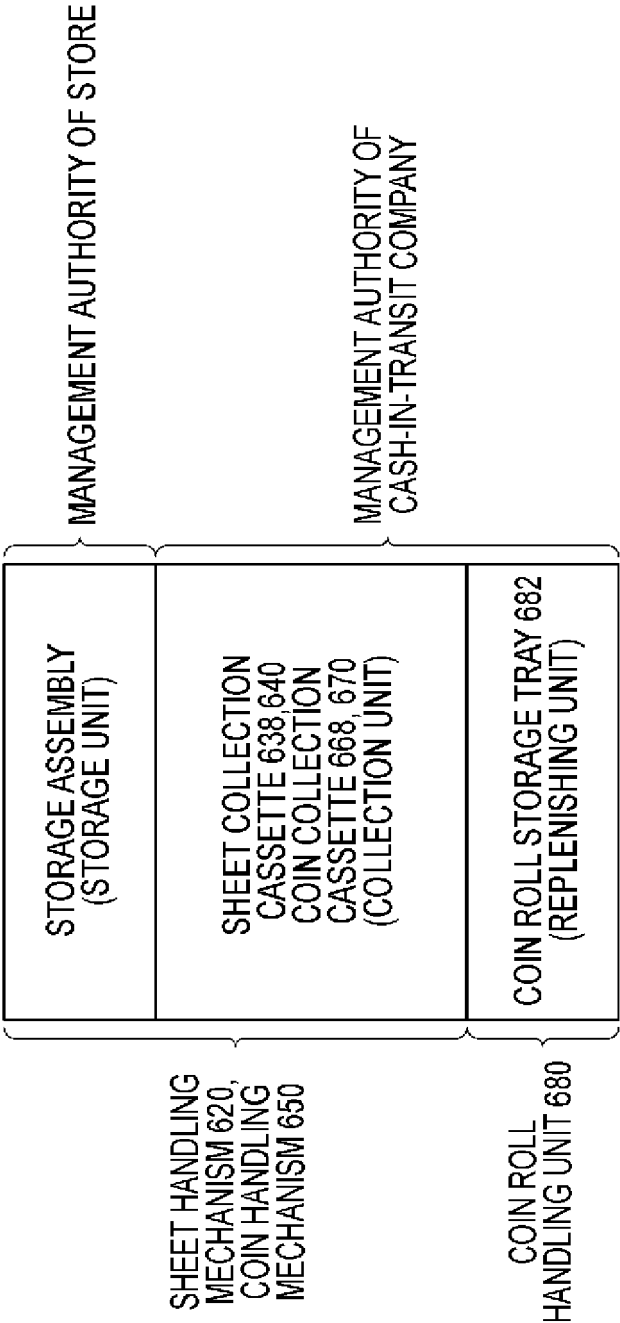 MANAGEMENT AUTHORITY OF STORE
MANAGEMENT AUTHORITY OF
CASH-IN-TRANSIT COMPANY
STORAGE ASSEMBLY
(STORAGE UNIT)
SHEET COLLECTION
CASSETTE 638,640
COIN COLLECTION
CASSETTE 668, 670
(COLLECTION UNIT)
COIN ROLL STORAGE TRAY 682
(REPLENISHING UNIT)
SHEET HANDLING
MECHANISM 620,
COIN HANDLING
MECHANISM 650
COIN ROLL
HANDLING UNIT 680